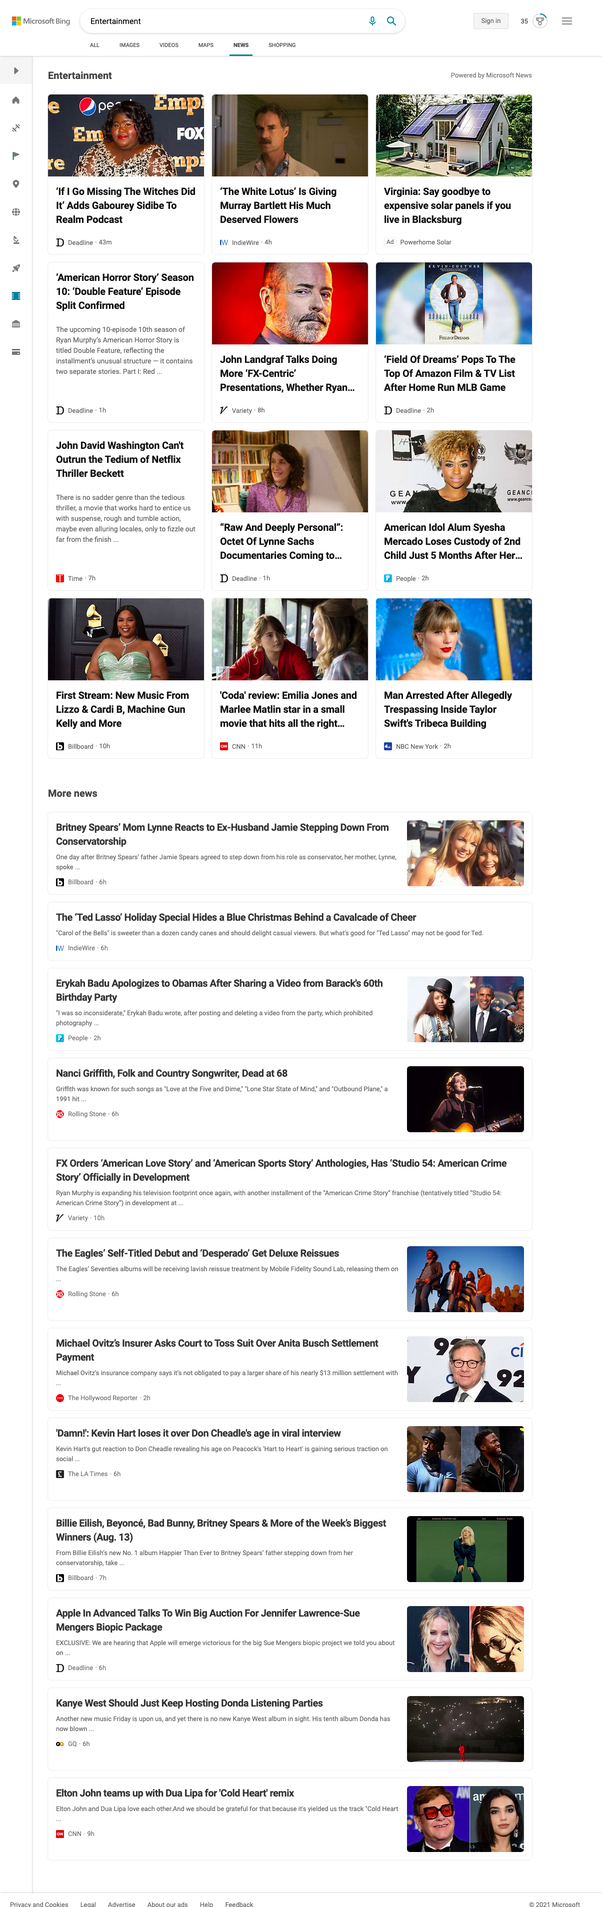 Microsoft Bing
Entertainment
Sign in
35
ALL
IMAGES
VIDEOS
MAPS
NEWS
SHOPPING
Entertainment
Powered by Microsoft News
'If I Go Missing The Witches Did
It' Adds Gabourey Sidibe To
Realm Podcast
Deadline · 43m
'The White Lotus' Is Giving
Murray Bartlett His Much
Deserved Flowers
IndieWire · 4h
Virginia: Say goodbye to
expensive solar panels if you
live in Blacksburg
Ad Powerhome Solar
'American Horror Story' Season
10: 'Double Feature' Episode
Split Confirmed
The upcoming 10-episode 10th season of
Ryan Murphy's American Horror Story is
titled Double Feature, reflecting the
installment's unusual structure — it contains
two separate stories. Part I: Red ...
Deadline · 1h
John Landgraf Talks Doing
More 'FX-Centric'
Presentations, Whether Ryan...
Variety · 8h
'Field Of Dreams' Pops To The
Top Of Amazon Film & TV List
After Home Run MLB Game
Deadline · 2h
John David Washington Can't
Outrun the Tedium of Netflix
Thriller Beckett
There is no sadder genre than the tedious
thriller, a movie that works hard to entice us
with suspense, rough and tumble action,
maybe even alluring locales, only to fizzle out
far from the finish ...
Time · 7h
"Raw And Deeply Personal":
Octet Of Lynne Sachs
Documentaries Coming to...
Deadline · 1h
American Idol Alum Syesha
Mercado Loses Custody of 2nd
Child Just 5 Months After Her...
People · 2h
First Stream: New Music From
Lizzo & Cardi B, Machine Gun
Kelly and More
Billboard · 10h
'Coda' review: Emilia Jones and
Marlee Matlin star in a small
movie that hits all the right...
CNN · 11h
Man Arrested After Allegedly
Trespassing Inside Taylor
Swift's Tribeca Building
NBC New York · 2h
More news
Britney Spears' Mom Lynne Reacts to Ex-Husband Jamie Stepping Down From
Conservatorship
One day after Britney Spears' father Jamie Spears agreed to step down from his role as conservator, her mother, Lynne,
spoke ...
Billboard · 6h
The 'Ted Lasso' Holiday Special Hides a Blue Christmas Behind a Cavalcade of Cheer
"Carol of the Bells" is sweeter than a dozen candy canes and should delight casual viewers. But what's good for "Ted Lasso" may not be good for Ted.
IndieWire · 6h
Erykah Badu Apologizes to Obamas After Sharing a Video from Barack's 60th
Birthday Party
"I was so inconsiderate," Erykah Badu wrote, after posting and deleting a video from the party, which prohibited
photography ...
People · 2h
Nanci Griffith, Folk and Country Songwriter, Dead at 68
Griffith was known for such songs as "Love at the Five and Dime," "Lone Star State of Mind," and "Outbound Plane," a
1991 hit ...
Rolling Stone · 6h
FX Orders 'American Love Story' and 'American Sports Story' Anthologies, Has 'Studio 54: American Crime
Story' Officially in Development
Ryan Murphy is expanding his television footprint once again, with another installment of the "American Crime Story" franchise (tentatively titled "Studio 54:
American Crime Story") in development at ...
Variety · 10h
The Eagles' Self-Titled Debut and 'Desperado' Get Deluxe Reissues
The Eagles' Seventies albums will be receiving lavish reissue treatment by Mobile Fidelity Sound Lab, releasing them on
...
Rolling Stone · 6h
Michael Ovitz's Insurer Asks Court to Toss Suit Over Anita Busch Settlement
Payment
Michael Ovitz's insurance company says it's not obligated to pay a larger share of his nearly $13 million settlement with
...
The Hollywood Reporter · 2h
'Damn!': Kevin Hart loses it over Don Cheadle's age in viral interview
Kevin Hart's gut reaction to Don Cheadle revealing his age on Peacock's 'Hart to Heart' is gaining serious traction on
social ...
The LA Times · 6h
Billie Eilish, Beyoncé, Bad Bunny, Britney Spears & More of the Week's Biggest
Winners (Aug. 13)
From Billie Eilish's new No. 1 album Happier Than Ever to Britney Spears' father stepping down from her
conservatorship, take ...
Billboard · 7h
Apple In Advanced Talks To Win Big Auction For Jennifer Lawrence-Sue
Mengers Biopic Package
EXCLUSIVE: We are hearing that Apple will emerge victorious for the big Sue Mengers biopic project we told you about
on ...
Deadline · 6h
Kanye West Should Just Keep Hosting Donda Listening Parties
Another new music Friday is upon us, and yet there is no new Kanye West album in sight. His tenth album Donda has
now blown ...
GQ · 6h
Elton John teams up with Dua Lipa for 'Cold Heart' remix
Elton John and Dua Lipa love each other.And we should be grateful for that because it's yielded us the track "Cold Heart
...
CNN · 9h
Privacy and Cookies
Legal
Advertise
About our ads
Help
Feedback
© 2021 Microsoft